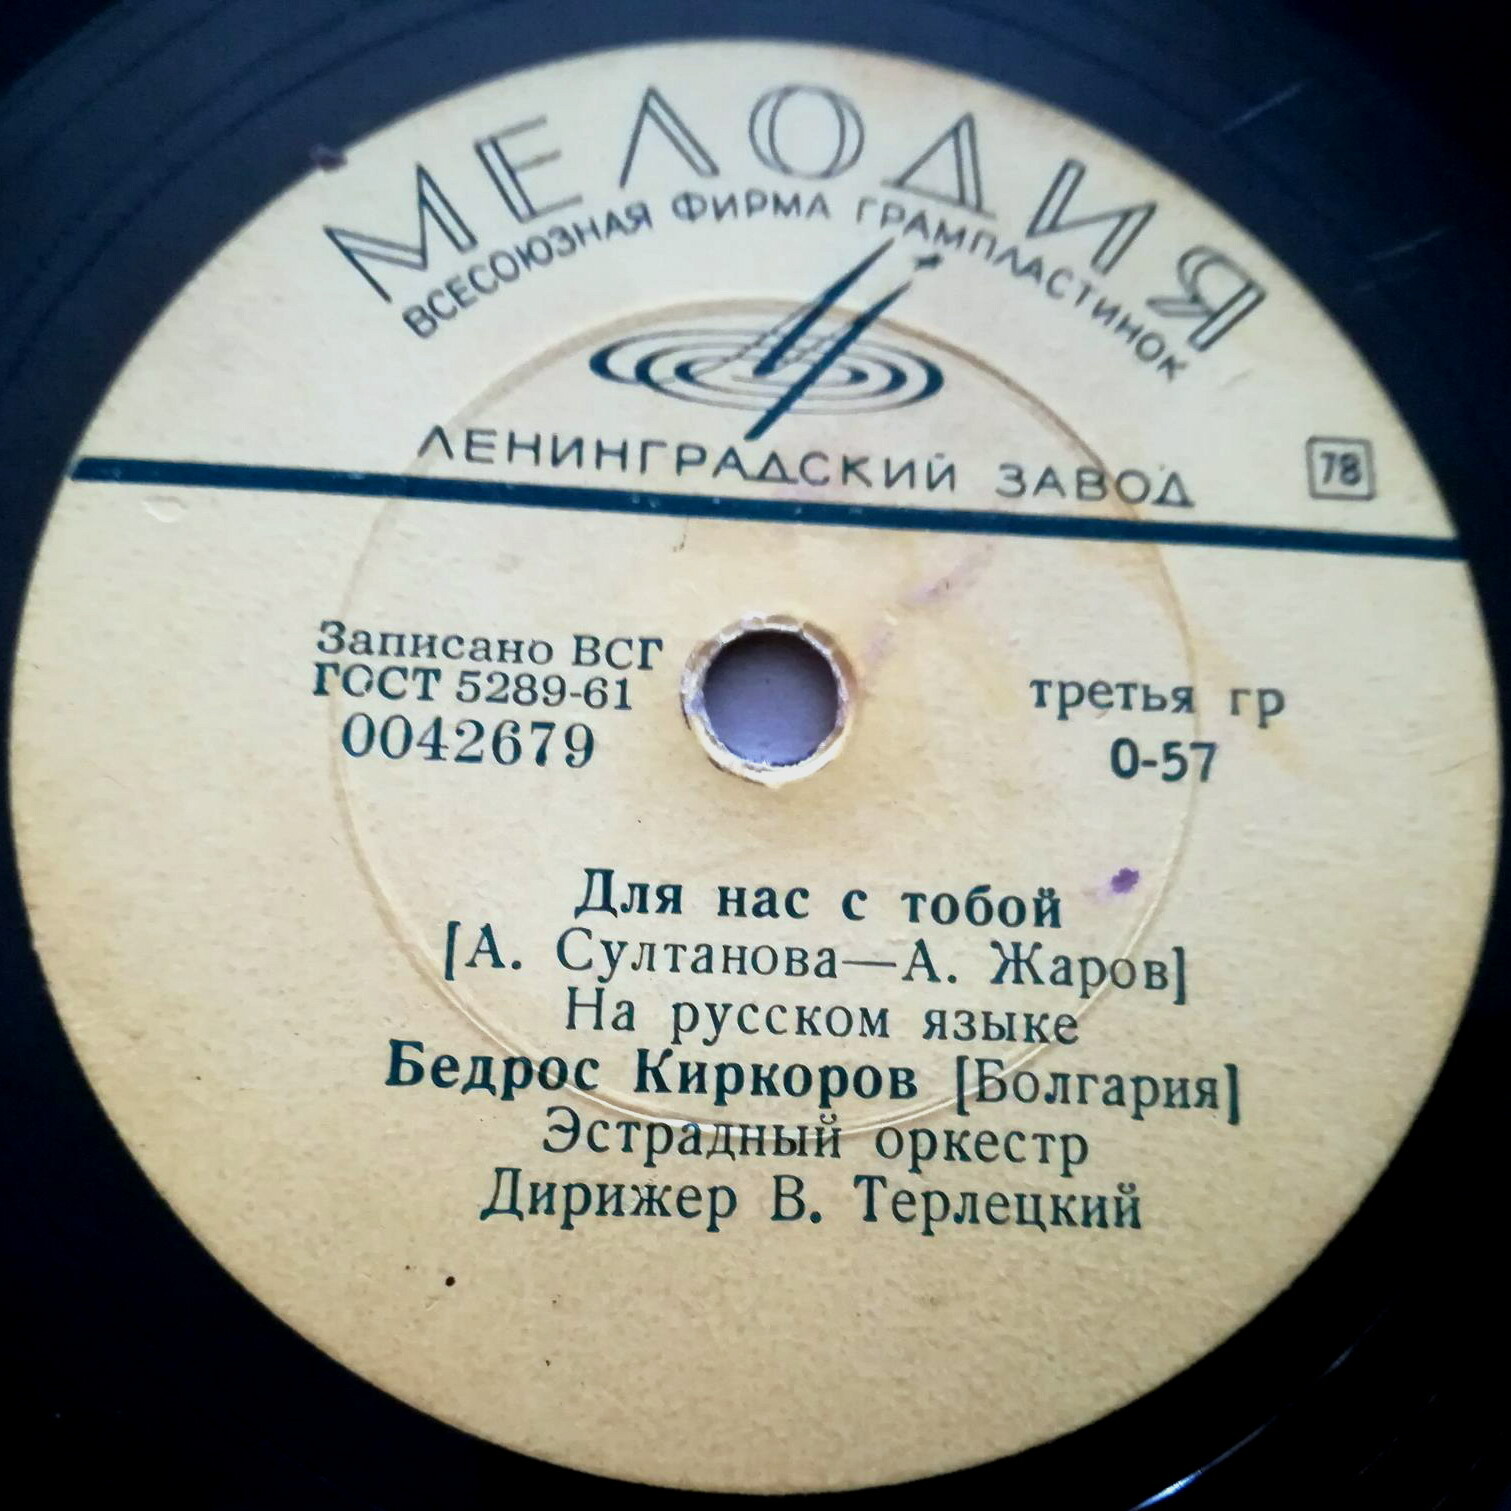 МЕЛОДИЯ
ВСЕСОЮЗНАЯ ФИРМА ГРАМПЛАСТИНОК
ЛЕНИНГРАДСКИЙ ЗАВОД
78
Записано ВСГ
ГОСТ 5289-61
0042679
третья гр
0-57
Для нас с тобой
[А. Султанова—А. Жаров]
На русском языке
Бедрос Киркоров [Болгария]
Эстрадный оркестр
Дирижер В. Терлецкий